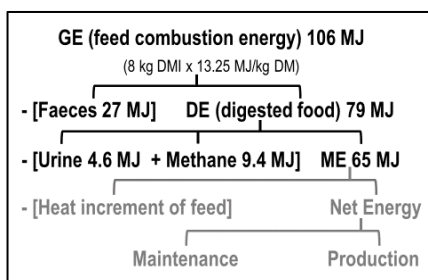 GE (feed combustion energy) 106 MJ
(8 kg DMI x 13.25 MJ/kg DM)
- [Faeces 27 MJ] DE (digested food) 79 MJ
- [Urine 4.6 MJ + Methane 9.4 MJ] ME 65 MJ
- [Heat increment of feed] Net Energy
Maintenance Production